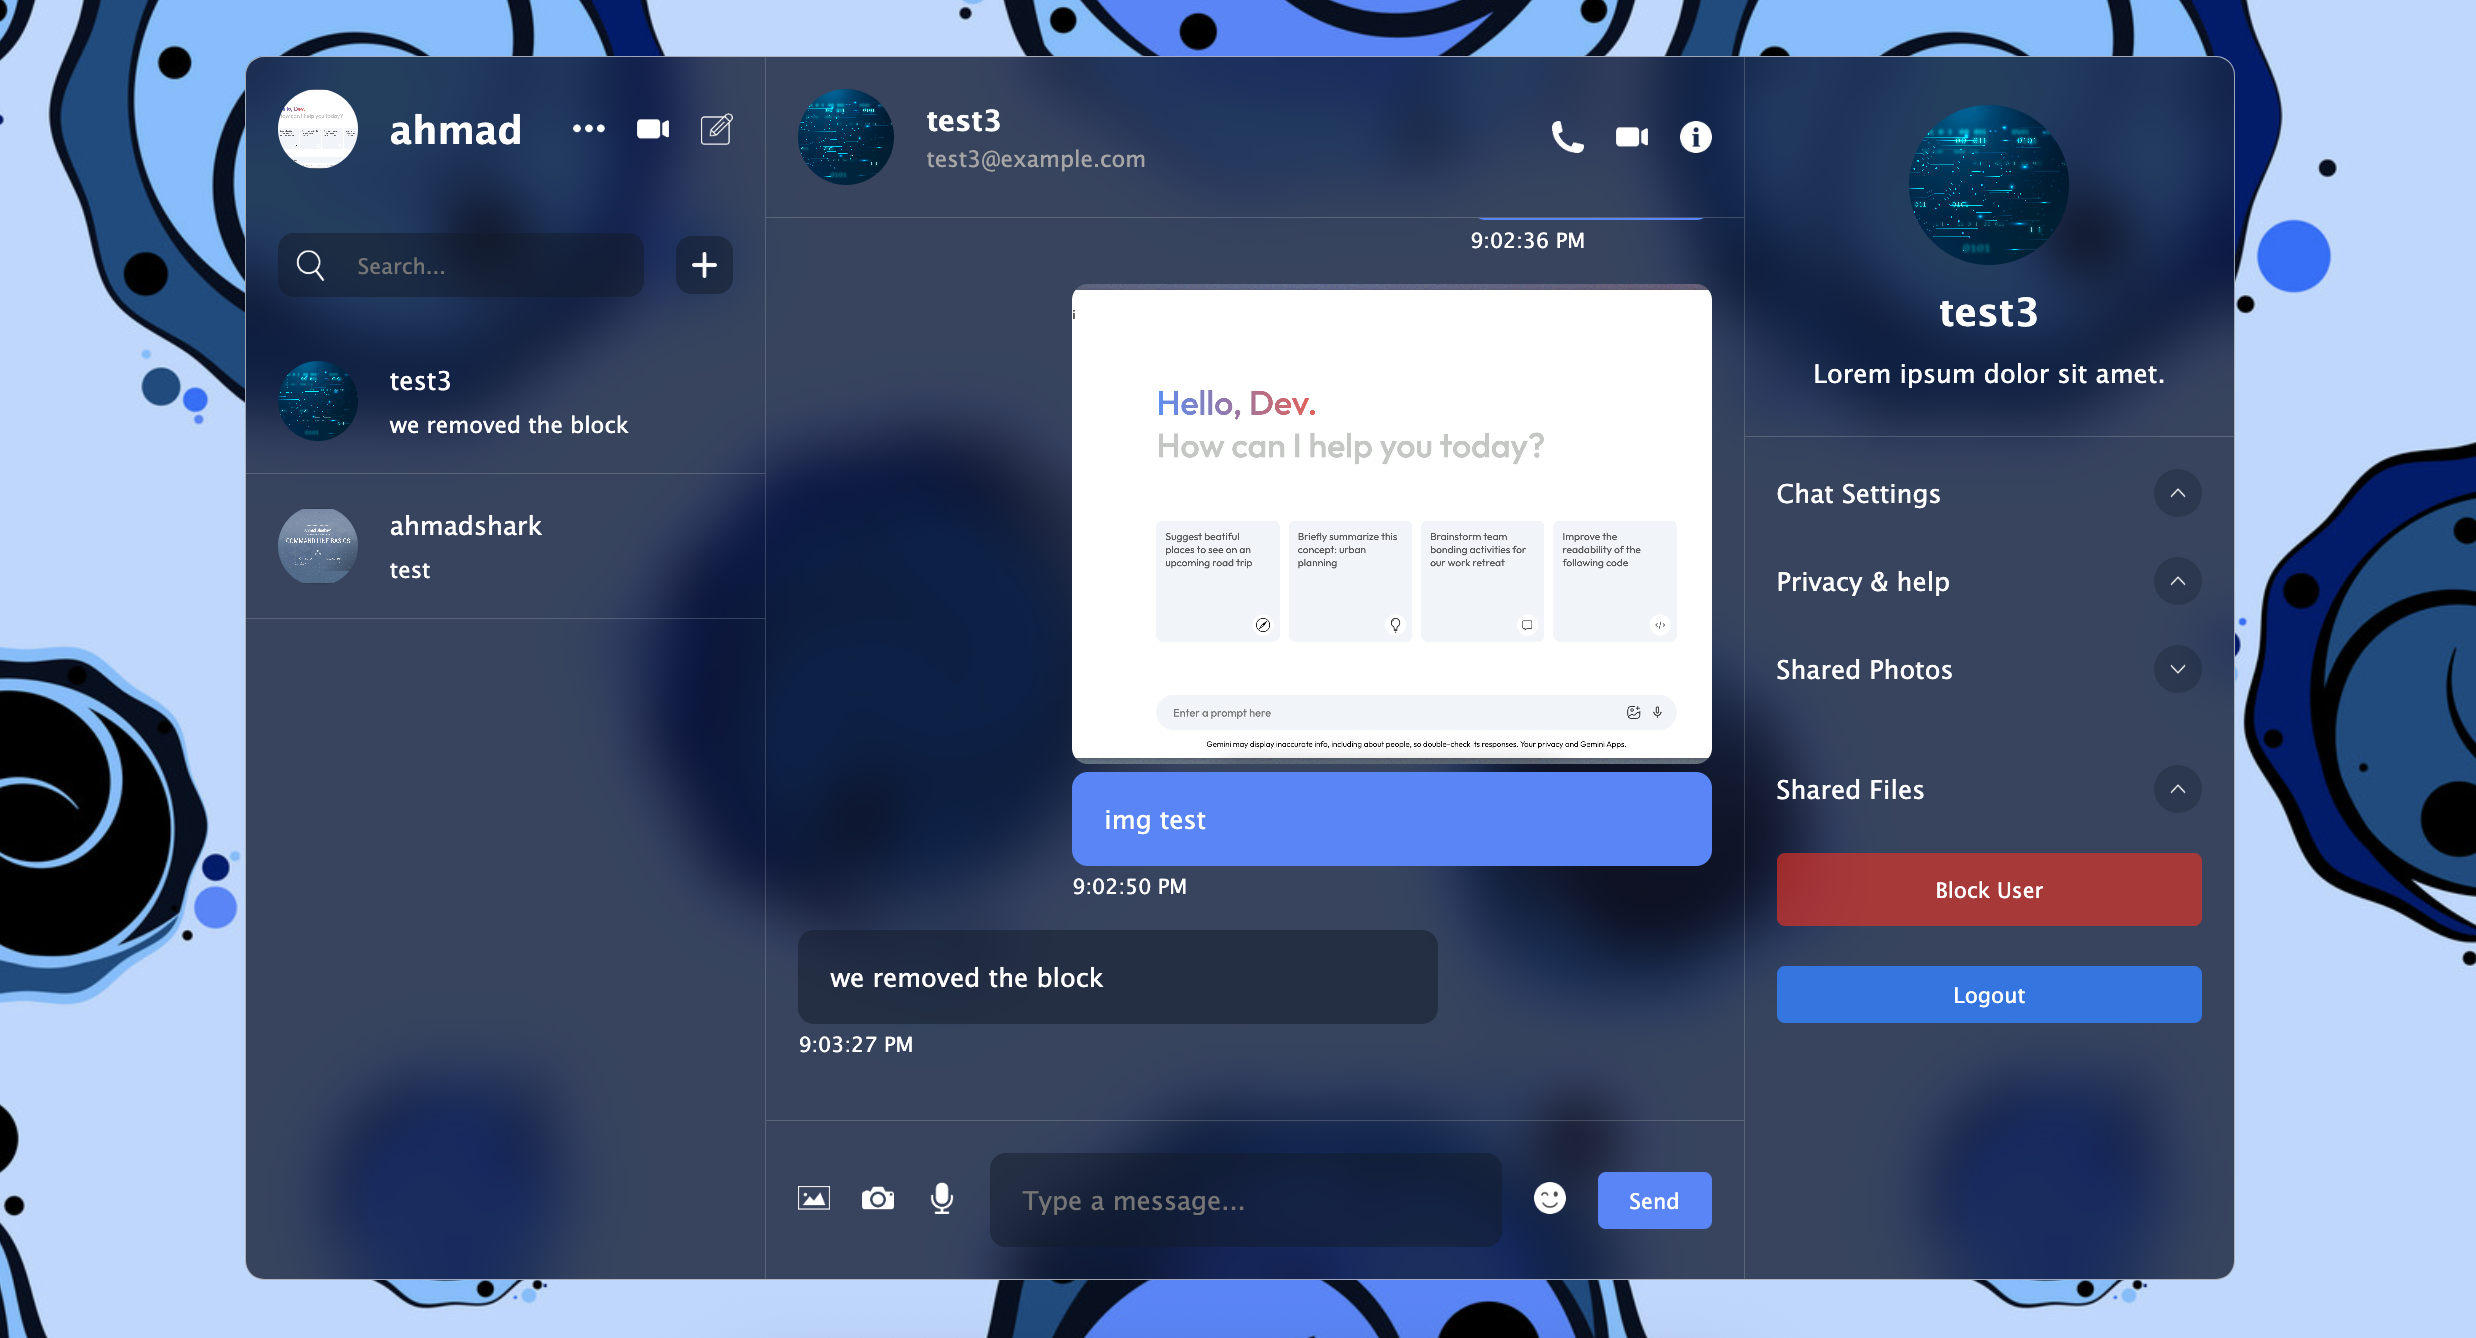 ahmad
Search...
test3
we removed the block
ahmadshark
test
COMMAND LINE BASICS
test3
test3@example.com
9:02:36 PM
i
Hello, Dev.
How can I help you today?
Suggest beatiful
places to see on an
upcoming road trip
Briefly summarize this
concept: urban
planning
Brainstorm team
bonding activities for
our work retreat
Improve the
readability of the
following code
Enter a prompt here
Gemini may display inaccurate info, including about people, so double-check its responses. Your privacy and Gemini Apps.
img test
9:02:50 PM
we removed the block
9:03:27 PM
Type a message...
Send
test3
Lorem ipsum dolor sit amet.
Chat Settings
Privacy & help
Shared Photos
Shared Files
Block User
Logout